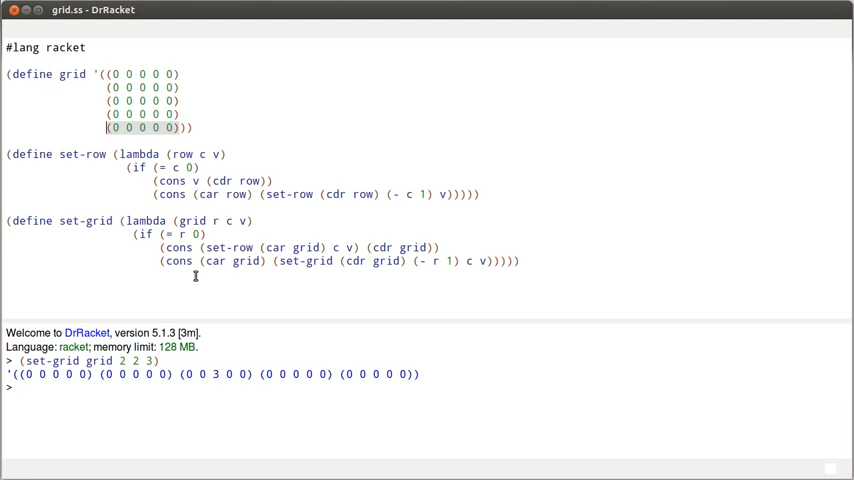 grid.ss - DrRacket
#lang racket
(define grid '((0 0 0 0 0)
(0 0 0 0 0)
(0 0 0 0 0)
(0 0 0 0 0)
(0 0 0 0 0)))
(define set-row (lambda (row c v)
(if (= c 0)
(cons v (cdr row))
(cons (car row) (set-row (cdr row) (- c 1) v)))))
(define set-grid (lambda (grid r c v)
(if (= r 0)
(cons (set-row (car grid) c v) (cdr grid))
(cons (car grid) (set-grid (cdr grid) (- r 1) c v)))))
Welcome to DrRacket, version 5.1.3 [3m].
Language: racket; memory limit: 128 MB.
> (set-grid grid 2 2 3)
'((0 0 0 0 0) (0 0 0 0 0) (0 0 3 0 0) (0 0 0 0 0) (0 0 0 0 0))
>